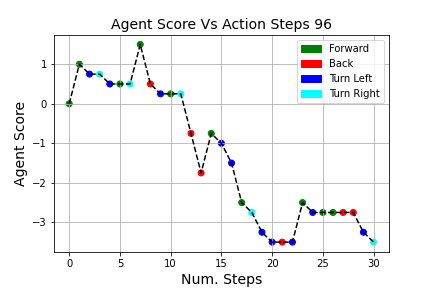 Agent Score Vs Action Steps 96
Forward
Back
Turn Left
Turn Right
Agent Score
1
0
−1
−2
−3
0 5 10 15 20 25 30
Num. Steps